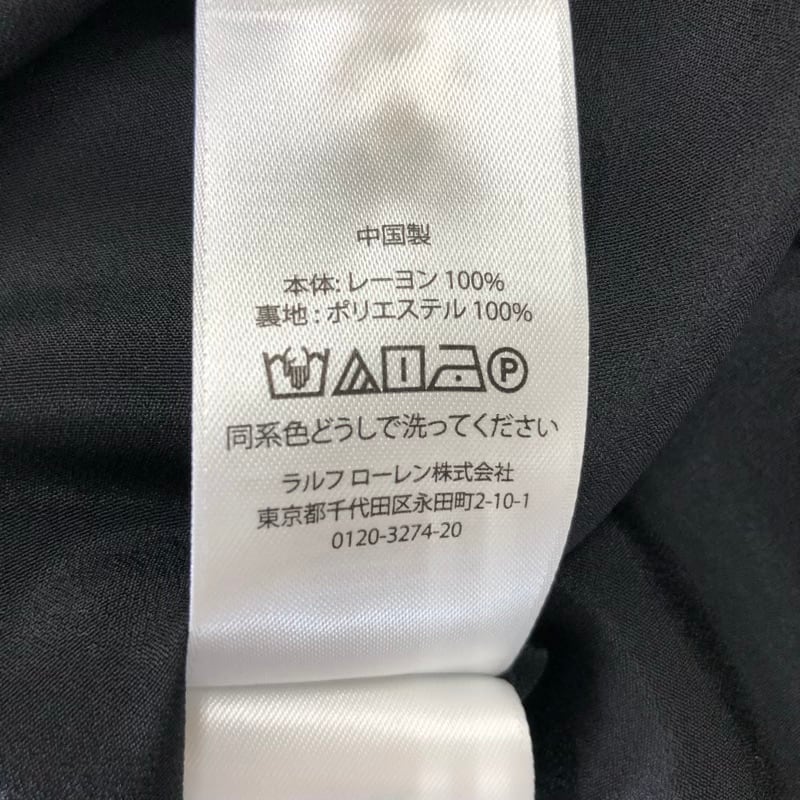 中国製
本体: レーヨン 100%
裏地 : ポリエステル 100%
P
同系色どうしで洗ってください
ラルフ ローレン株式会社
東京都千代田区永田町2-10-1
0120-3274-20